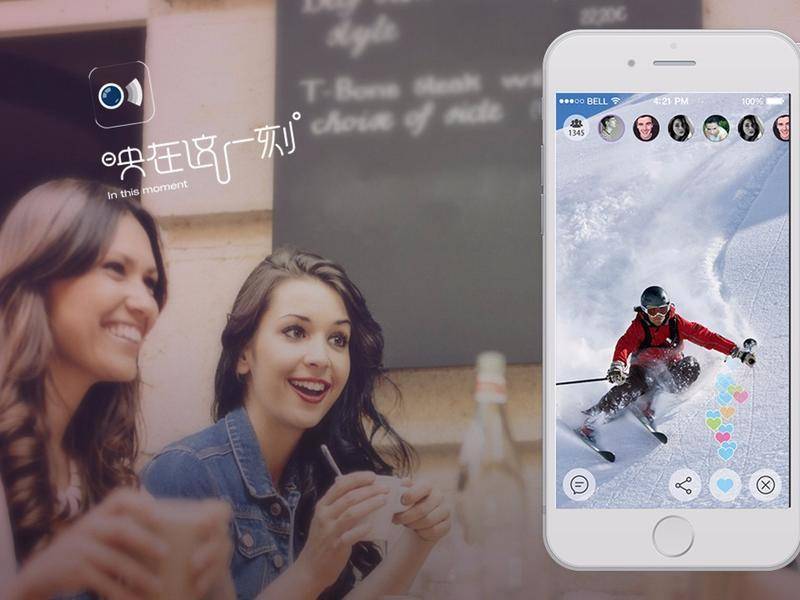 style
T-Bone Steak
choice of side
映在这一刻
In this moment
BELL 4:21 PM 100%
1345